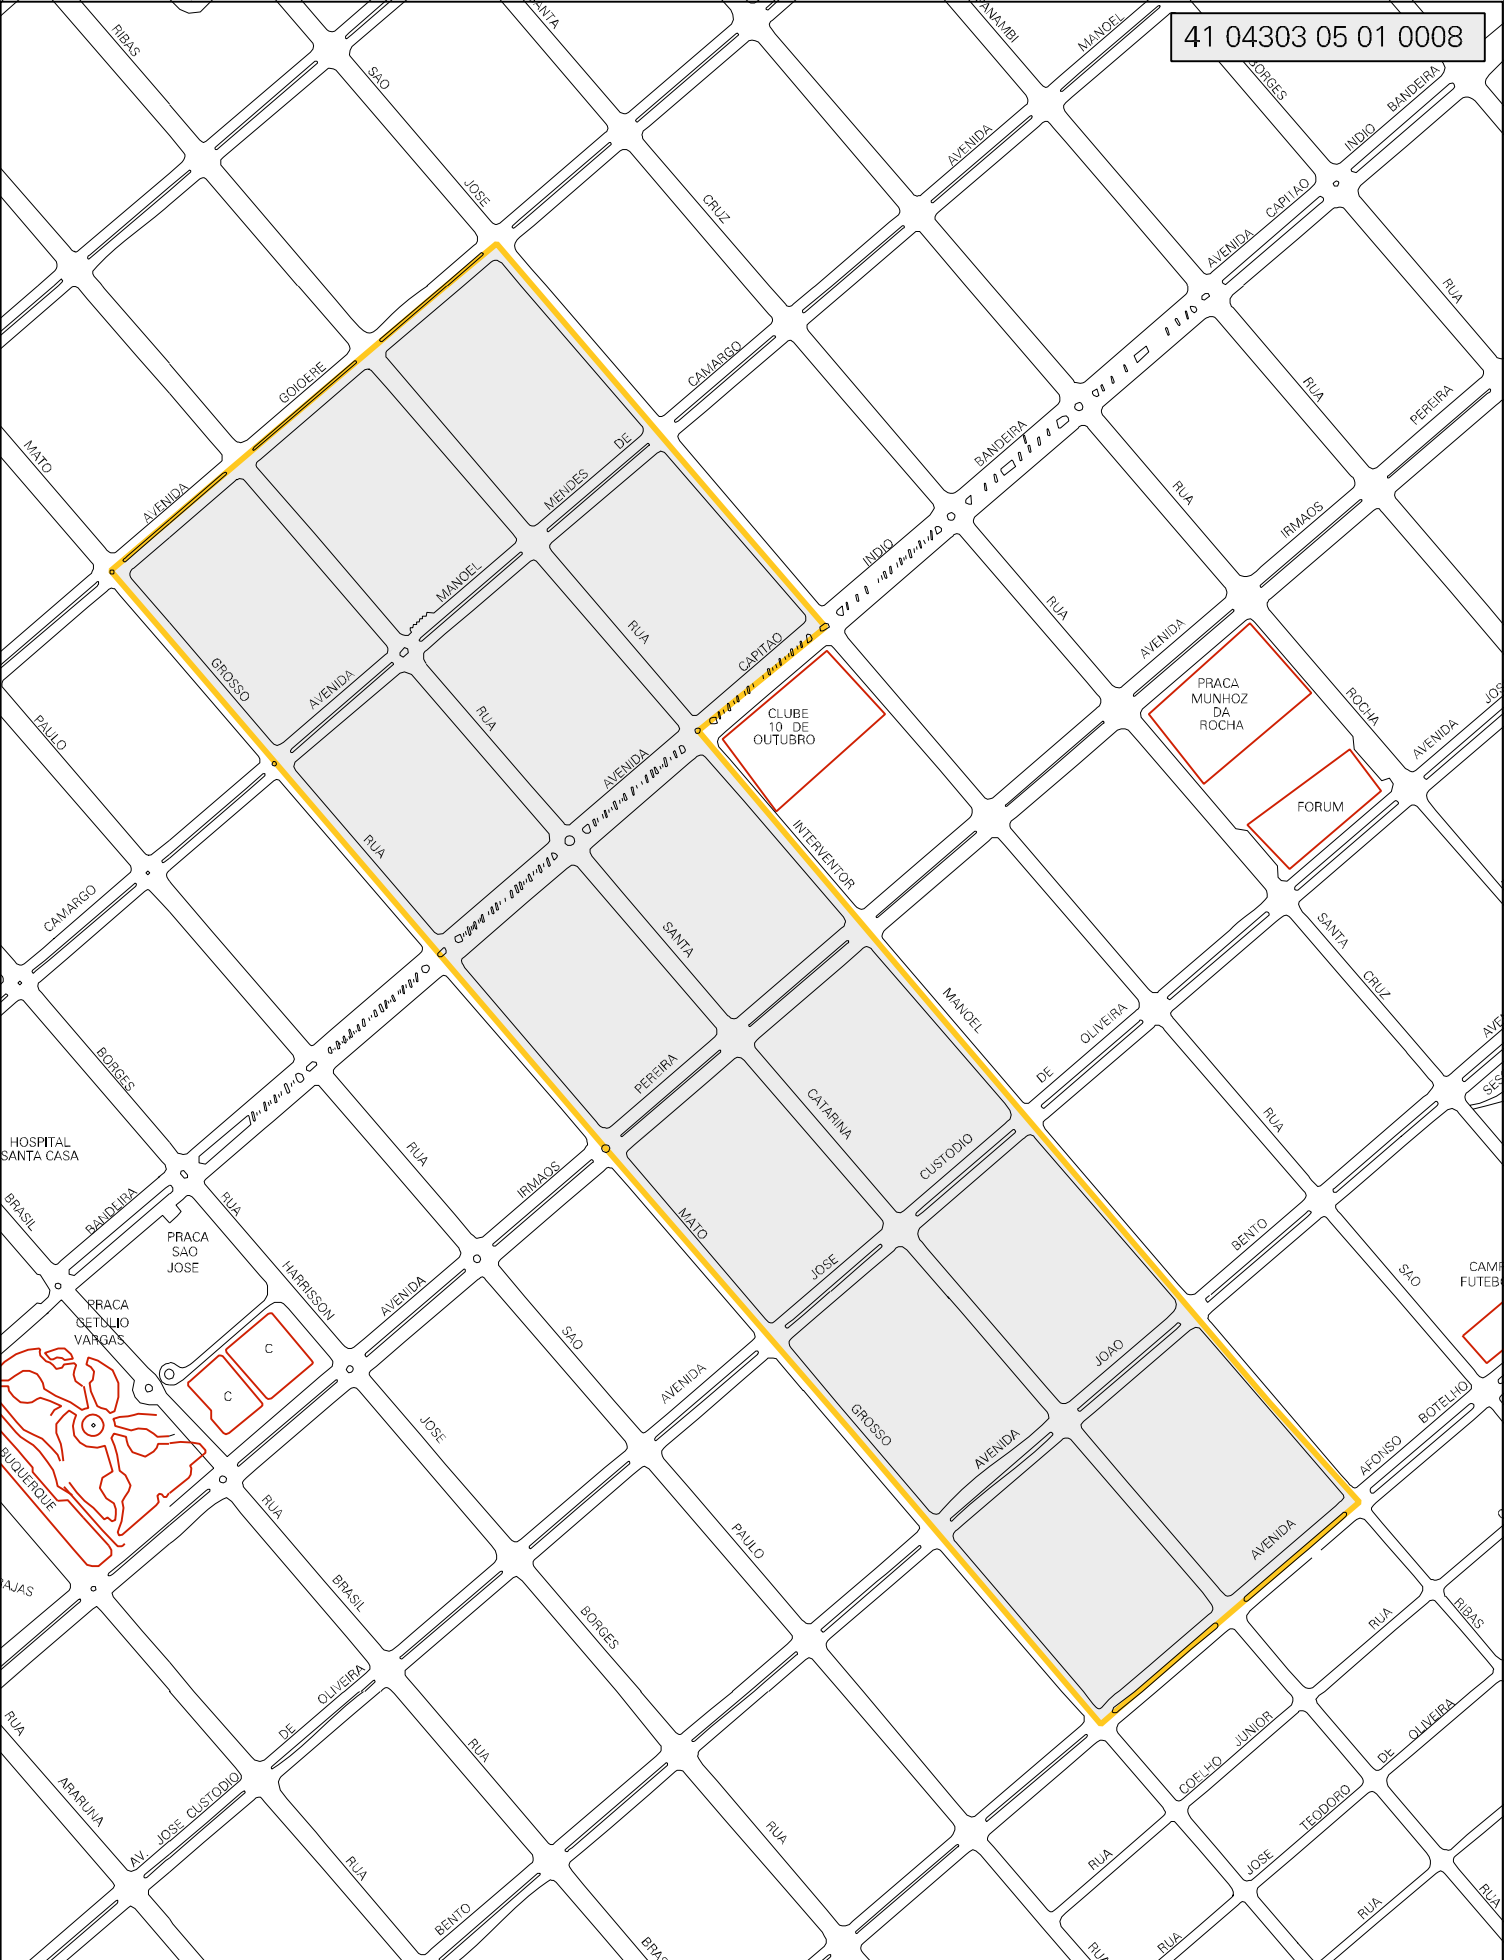 41 04303 05 01 0008
RIBAS
SAO
JOSE
CRUZ
MANOEL
AVENIDA
BORGES
INDIO
BANDEIRA
AVENIDA
CAPITAO
RUA
MATO
AVENIDA
GOIOERE
CAMARGO
MENDES
DE
MANOEL
AVENIDA
GROSSO
RUA
RUA
CAPITAO
INDIO
BANDEIRA
RUA
RUA
PEREIRA
IRMAOS
AVENIDA
RUA
RUA
PAULO
CAMARGO
RUA
AVENIDA
CLUBE
10 DE
OUTUBRO
PRACA
MUNHOZ
DA
ROCHA
ROCHA
AVENIDA
FORUM
INTERVENTOR
SANTA
MANOEL
SANTA
CRUZ
OLIVEIRA
DE
BORGES
PEREIRA
CATARINA
CUSTODIO
RUA
HOSPITAL
SANTA CASA
BRASIL
BANDEIRA
RUA
RUA
IRMAOS
MATO
JOSE
BENTO
SAO
PRACA
SAO
JOSE
PRACA
GETULIO
VARGAS
HARRISSON
AVENIDA
SAO
AVENIDA
JOAO
C
C
JOSE
GROSSO
AVENIDA
AFONSO
BOTELHO
AVENIDA
RUA
PAULO
BRASIL
BORGES
RUA
RIBAS
DE
OLIVEIRA
RUA
ARARUNA
AV. JOSE CUSTODIO
RUA
RUA
BENTO
RUA
COELHO
JUNIOR
DE
OLIVEIRA
TEODORO
JOSE
RUA
RUA
RUA
RUA
RUA